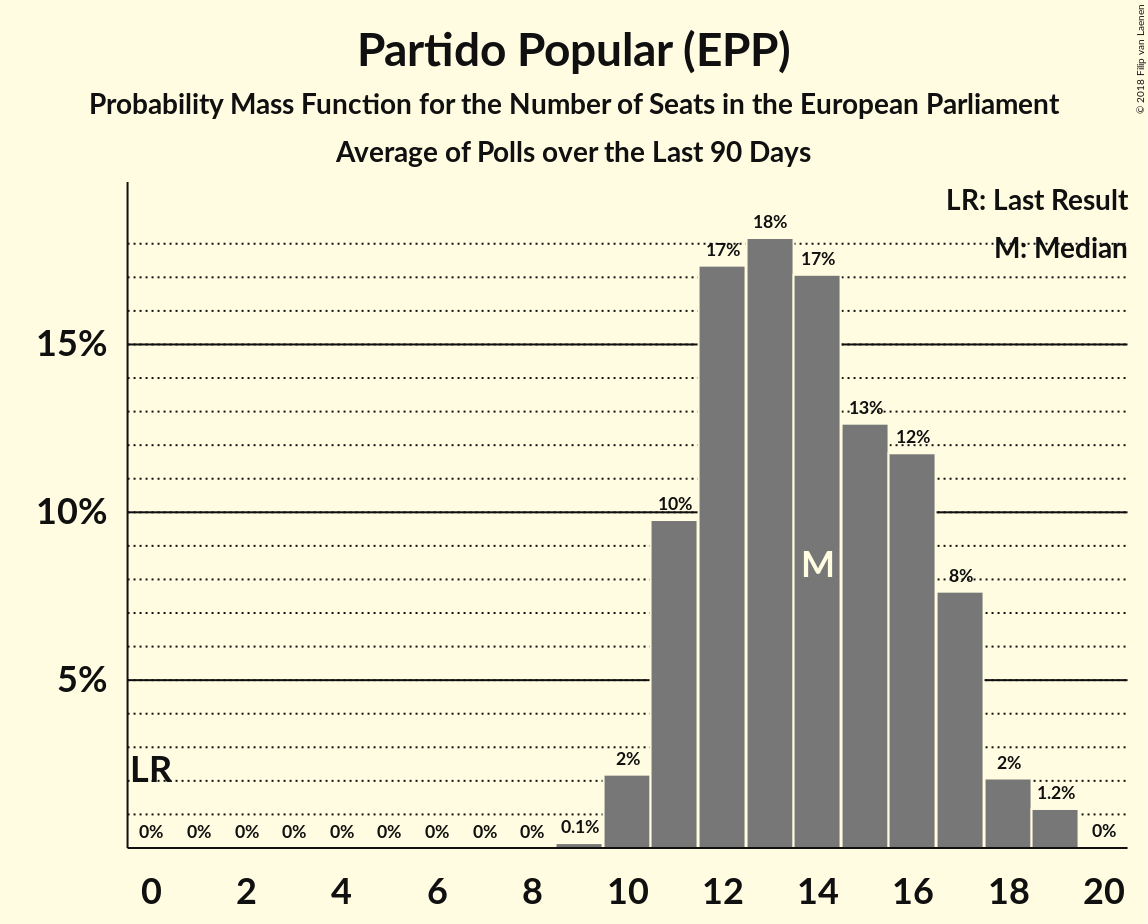 Partido Popular (EPP)
Probability Mass Function for the Number of Seats in the European Parliament
Average of Polls over the Last 90 Days
© 2018 Filip van Laenen
LR: Last Result
M: Median
15%
10%
5%
0% 0% 0% 0% 0% 0% 0% 0% 0% 0.1% 2% 10% 17% 18% 17% 13% 12% 8% 2% 1.2% 0%
LR
M
0 2 4 6 8 10 12 14 16 18 20